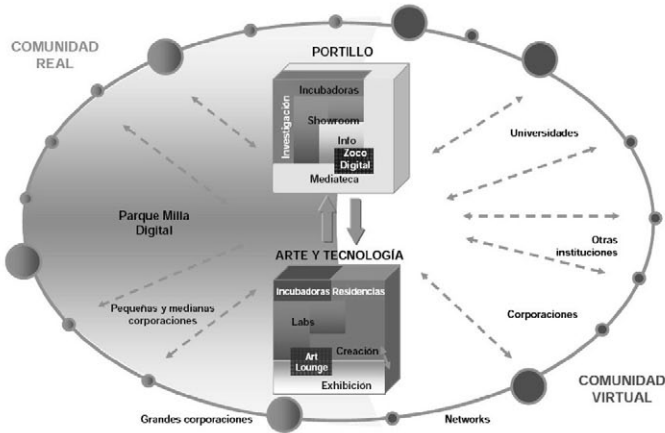 COMUNIDAD
REAL
PORTILLO
Incubadoras
Investigación
Showroom
Info
Zoco
Digital
Mediateca
Universidades
Parque Milla
Digital
Otras
instituciones
ARTE Y TECNOLOGÍA
Incubadoras Residencias
Labs
Pequeñas y medianas
corporaciones
Corporaciones
Creación
Art
Lounge
Exhibición
COMUNIDAD
VIRTUAL
Grandes corporaciones
Networks